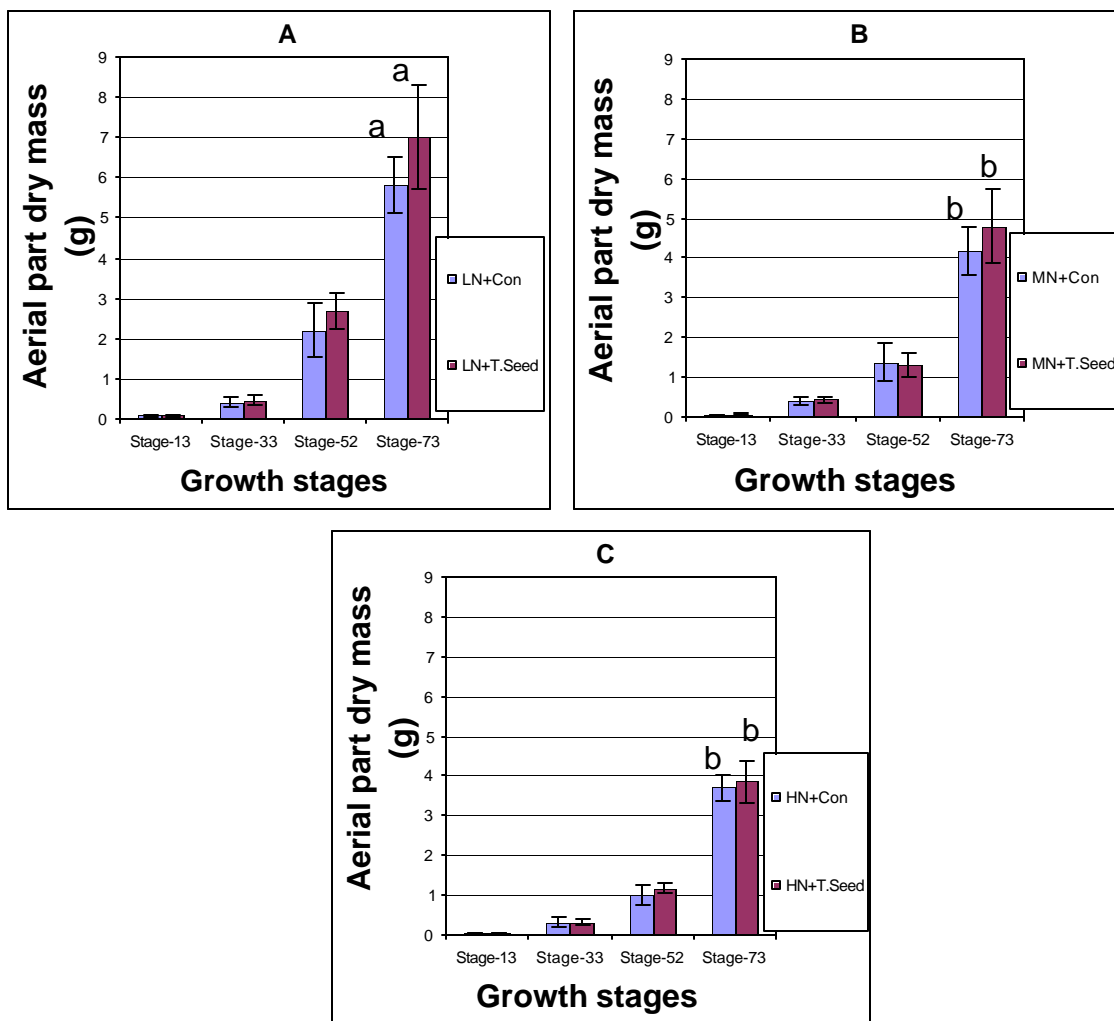 A
Aerial part dry mass
(g)
9
8
7
6
5
4
3
2
1
0
a
a
LN+Con
LN+T.Seed
Stage-13 Stage-33 Stage-52 Stage-73
Growth stages
B
Aerial part dry mass
(g)
9
8
7
6
5
4
3
2
1
0
b
b
MN+Con
MN+T.Seed
Stage-13 Stage-33 Stage-52 Stage-73
Growth stages
C
Aerial part dry mass
(g)
9
8
7
6
5
4
3
2
1
0
b
b
HN+Con
HN+T.Seed
Stage-13 Stage-33 Stage-52 Stage-73
Growth stages